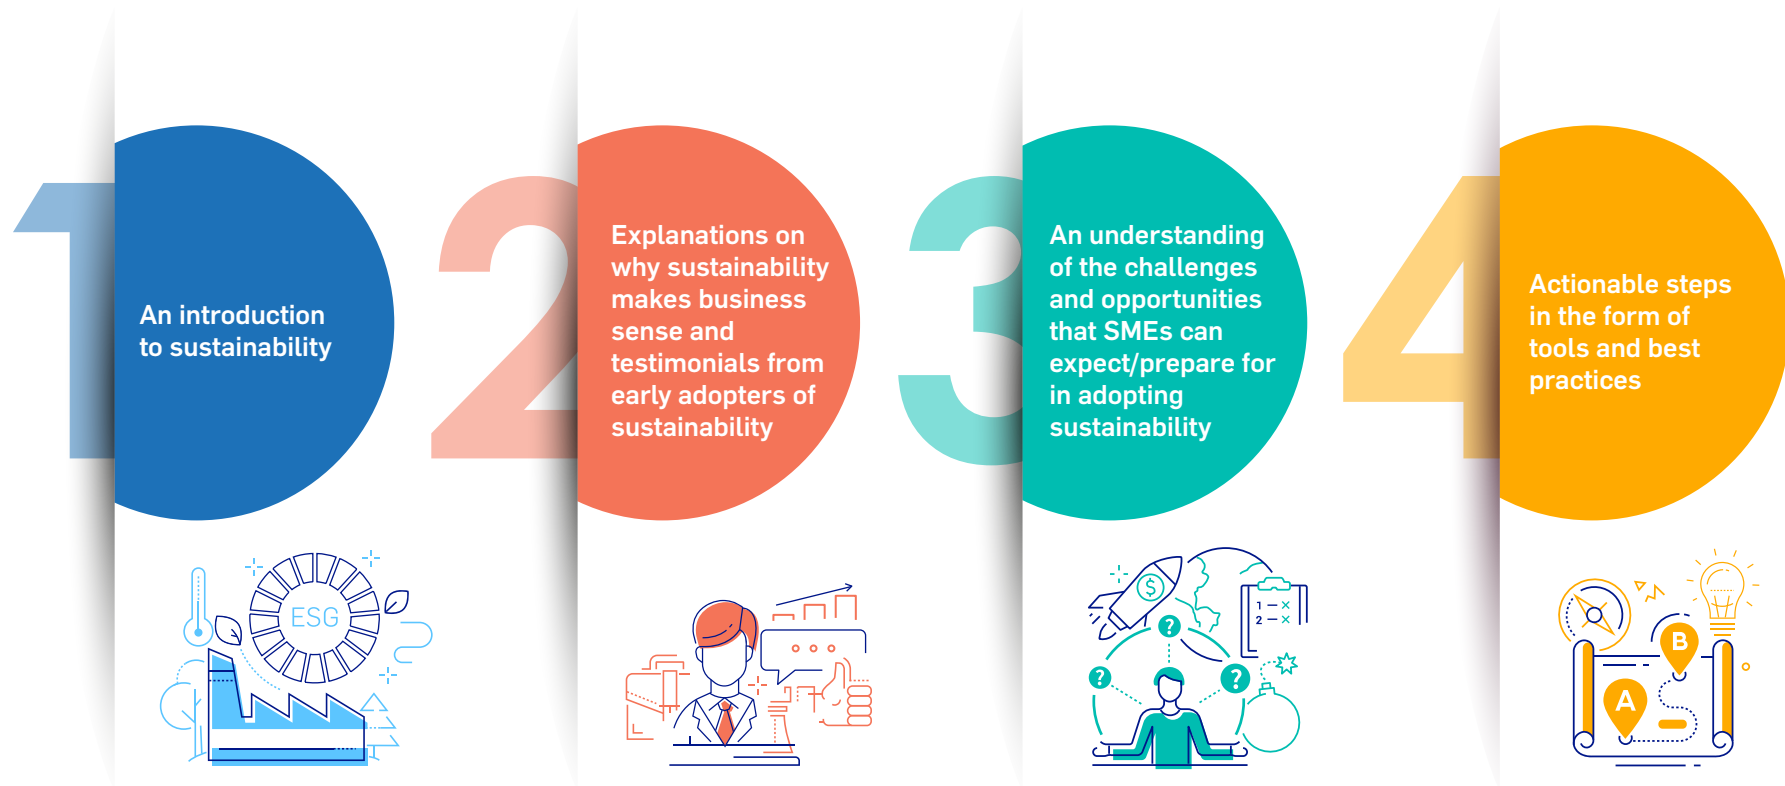 1
An introduction
to sustainability
ESG
2
Explanations on
why sustainability
makes business
sense and
testimonials from
early adopters of
sustainability
3
An understanding
of the challenges
and opportunities
that SMEs can
expect/prepare for
in adopting
sustainability
$
1 – ×
2 – ×
?
?
?
4
Actionable steps
in the form of
tools and best
practices
B
A